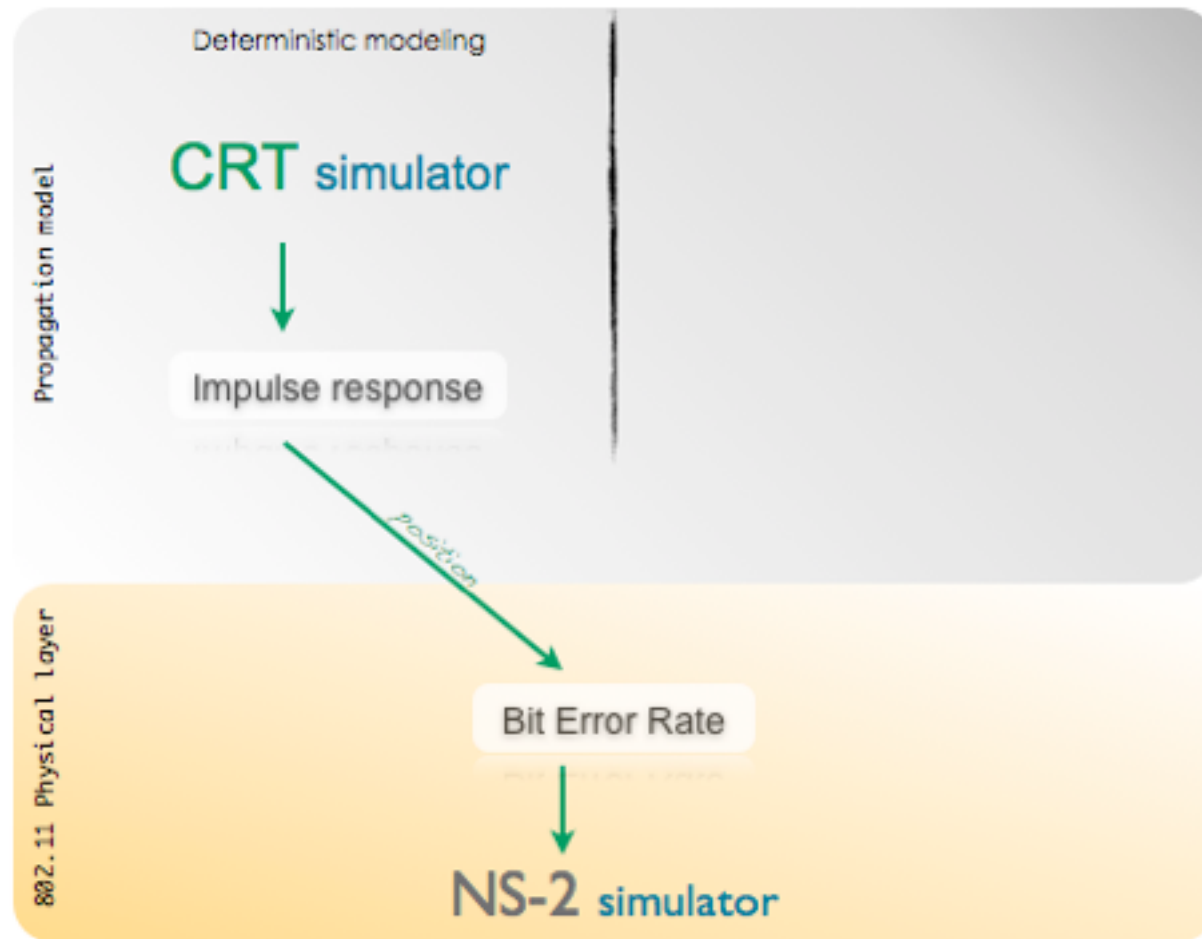 Deterministic modeling
CRT simulator
Propagation model
Impulse response
position
802.11 Physical layer
Bit Error Rate
NS-2 simulator